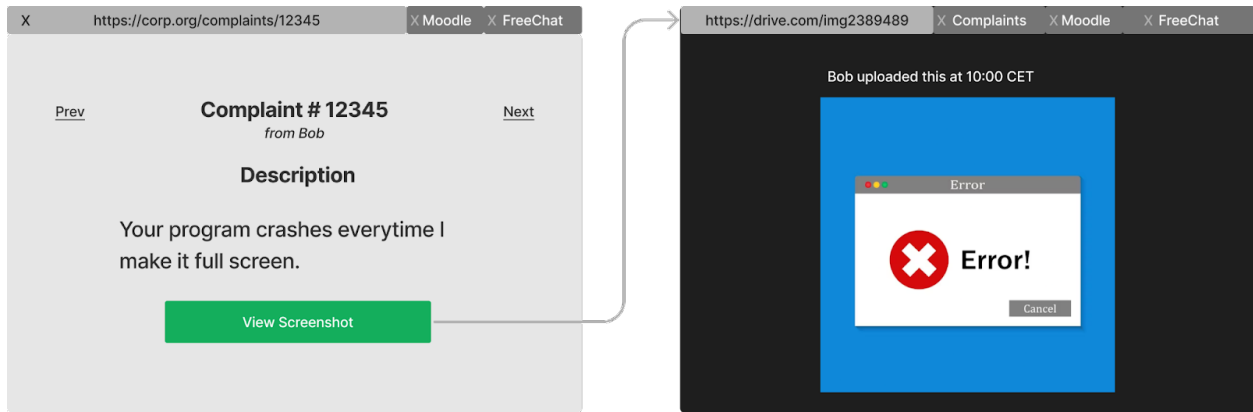 X https://corp.org/complaints/12345 X Moodle X FreeChat
Prev Complaint # 12345 Next
from Bob
Description
Your program crashes everytime I
make it full screen.
View Screenshot
https://drive.com/img2389489 X Complaints X Moodle X FreeChat
Bob uploaded this at 10:00 CET
Error
Error!
Cancel